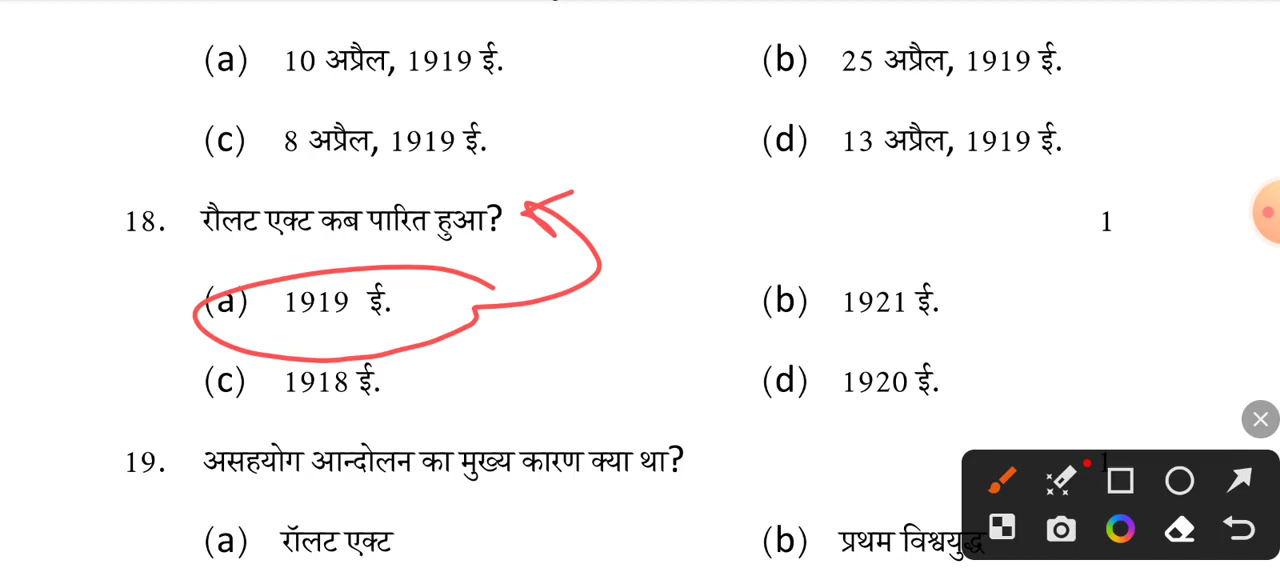 (a) 10 अप्रैल, 1919 ई. (b) 25 अप्रैल, 1919 ई.
(c) 8 अप्रैल, 1919 ई. (d) 13 अप्रैल, 1919 ई.
18. रौलट एक्ट कब पारित हुआ? 1
(a) 1919 ई. (b) 1921 ई.
(c) 1918 ई. (d) 1920 ई.
19. असहयोग आन्दोलन का मुख्य कारण क्या था? 1
(a) रॉलट एक्ट (b) प्रथम विश्वयुद्ध